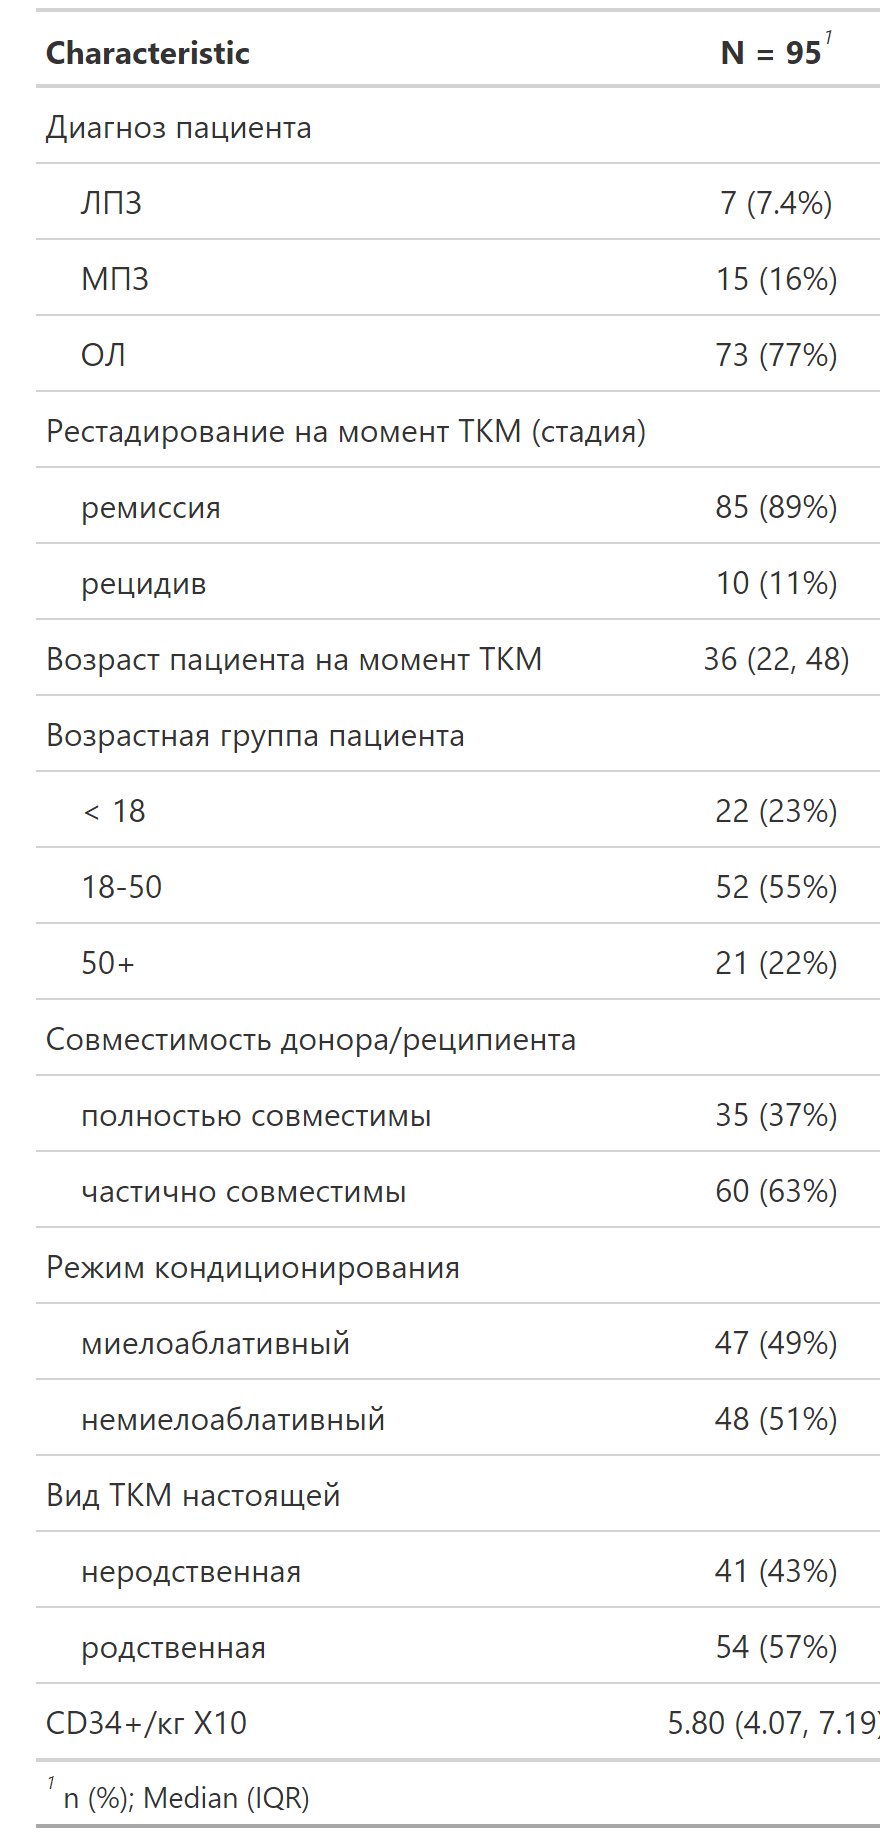 Characteristic N = 95¹
Диагноз пациента
ЛПЗ 7 (7.4%)
МПЗ 15 (16%)
ОЛ 73 (77%)
Рестадирование на момент ТКМ (стадия)
ремиссия 85 (89%)
рецидив 10 (11%)
Возраст пациента на момент ТКМ 36 (22, 48)
Возрастная группа пациента
< 18 22 (23%)
18-50 52 (55%)
50+ 21 (22%)
Совместимость донора/реципиента
полностью совместимы 35 (37%)
частично совместимы 60 (63%)
Режим кондиционирования
миелоаблативный 47 (49%)
немиелоаблативный 48 (51%)
Вид ТКМ настоящей
неродственная 41 (43%)
родственная 54 (57%)
CD34+/кг X10 5.80 (4.07, 7.19)
¹ n (%); Median (IQR)